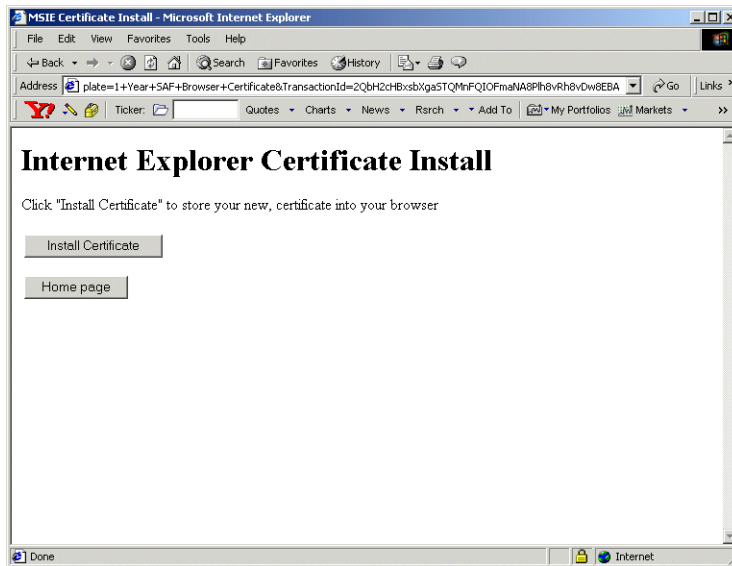 MSIE Certificate Install - Microsoft Internet Explorer
File Edit View Favorites Tools Help
Back Search Favorites History
Address plate=1+Year+SAF+Browser+Certificate&TransactionId=2QbH2cHBxsbXgaSTQMnFQIOFmaNA8Plh8vRh8vDw8EBA Go Links
Y! Ticker: Quotes Charts News Rsrch Add To My Portfolios Markets
Internet Explorer Certificate Install
Click "Install Certificate" to store your new, certificate into your browser
Install Certificate
Home page
Done Internet